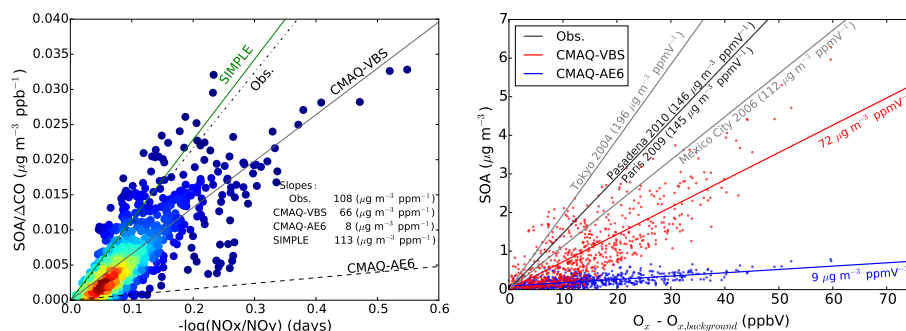 0.040
0.035
0.030
0.025
0.020
0.015
0.010
0.005
0.000
SOA/ΔCO (μg m⁻³ ppb⁻¹)
SIMPLE
Obs.
CMAQ-VBS
Slopes:
Obs. 108 (μg m⁻³ ppm⁻¹)
CMAQ-VBS 66 (μg m⁻³ ppm⁻¹)
CMAQ-AE6 8 (μg m⁻³ ppm⁻¹)
SIMPLE 113 (μg m⁻³ ppm⁻¹)
CMAQ-AE6
0.0 0.1 0.2 0.3 0.4 0.5 0.6
-log(NOx/NOy) (days)
7
6
5
4
3
2
1
0
SOA (μg m⁻³)
Obs.
CMAQ-VBS
CMAQ-AE6
Tokyo 2004 (196 μg m⁻³ ppmV⁻¹)
Pasadena 2010 (146 μg m⁻³ ppmV⁻¹)
Paris 2009 (145 μg m⁻³ ppmV⁻¹)
Mexico City 2006 (112 μg m⁻³ ppmV⁻¹)
72 μg m⁻³ ppmV⁻¹
9 μg m⁻³ ppmV⁻¹
0 10 20 30 40 50 60 70
Oₓ - Oₓ,background (ppbV)